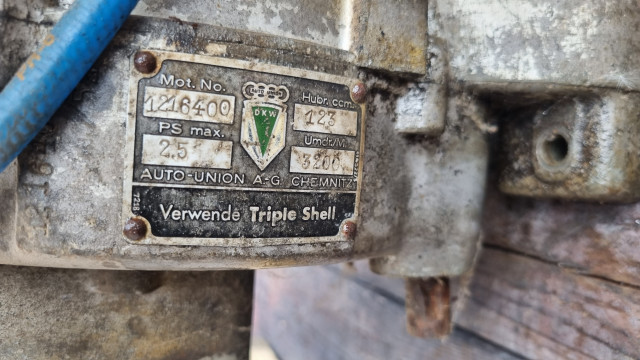 Mot. No. Hubr. ccm.
1216400 DKW 123
PS max. Umdr/M.
2.5 3200
AUTO-UNION A-G. CHEMNITZ
Verwende Triple Shell